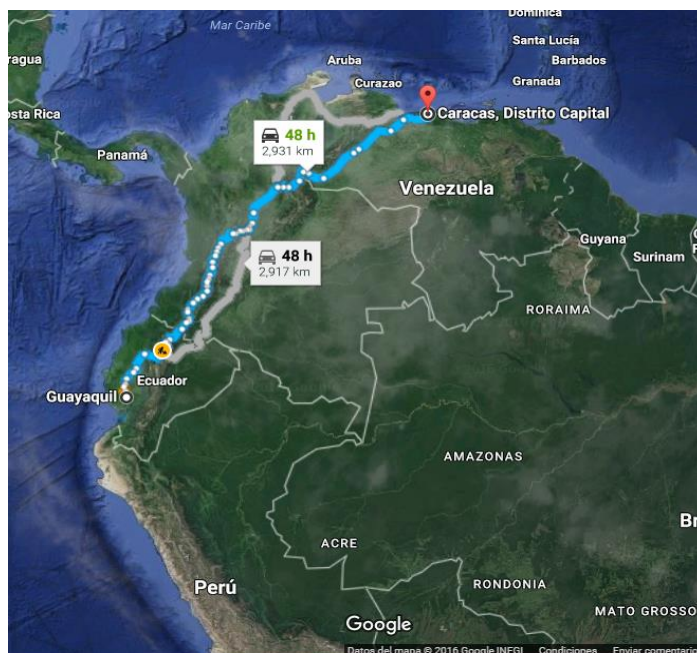 Dominica
Mar Caribe
Santa Lucía
ragua
Aruba
Barbados
Curazao
Granada
osta Rica
Caracas, Distrito Capital
48 h
2,931 km
Panamá
Venezuela
48 h
2,917 km
Guyana
Surinam
RORAIMA
Ecuador
Guayaquil
AMAZONAS
Br
ACRE
Perú
RONDONIA
MATO GROSSO
Google
Datos del mapa © 2016 Google, INEGI
Condiciones
Enviar comentario